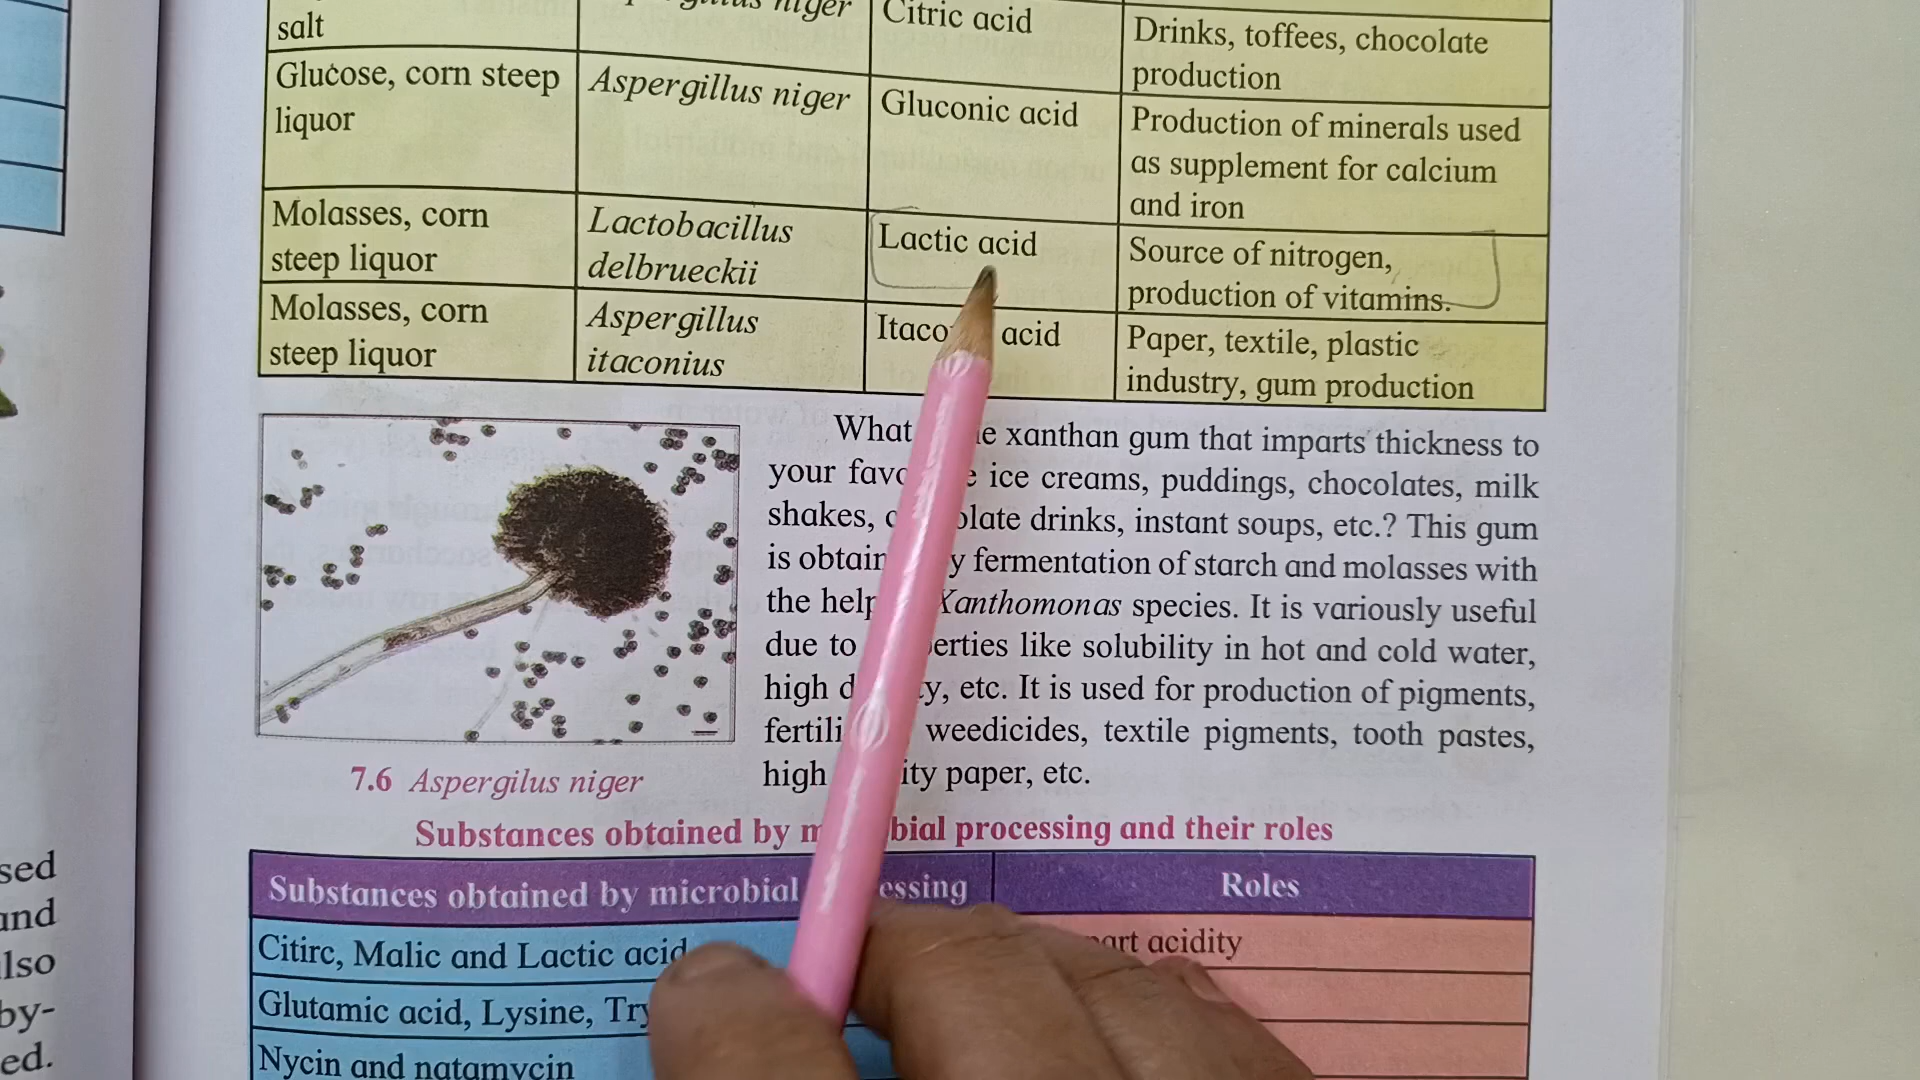 niger
Citric acid
Drinks, toffees, chocolate
production
salt
Glucose, corn steep
liquor
Aspergillus niger
Gluconic acid
Production of minerals used
as supplement for calcium
and iron
Molasses, corn
steep liquor
Lactobacillus
delbrueckii
Lactic acid
Source of nitrogen,
production of vitamins.
Molasses, corn
steep liquor
Aspergillus
itaconius
acid
Paper, textile, plastic
industry, gum production
What xanthan gum that imparts thickness to
your ice creams, puddings, chocolates, milk
shakes, drinks, instant soups, etc.? This gum
is fermentation of starch and molasses with
the Xanthomonas species. It is variously useful
due to like solubility in hot and cold water,
high etc. It is used for production of pigments,
weedicides, textile pigments, tooth pastes,
high paper, etc.
7.6 Aspergilus niger
Substances obtained by processing and their roles
Substances obtained by microbial
Roles
Citirc, Malic and Lactic acid
acidity
Glutamic acid, Lysine,
Nycin and natamycin
sed
and
lso
by-
ed.